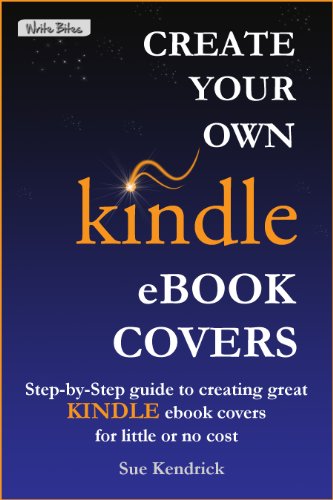 Write Bites
CREATE
YOUR
OWN
kindle
eBOOK
COVERS
Step-by-Step guide to creating great
KINDLE ebook covers
for little or no cost
Sue Kendrick